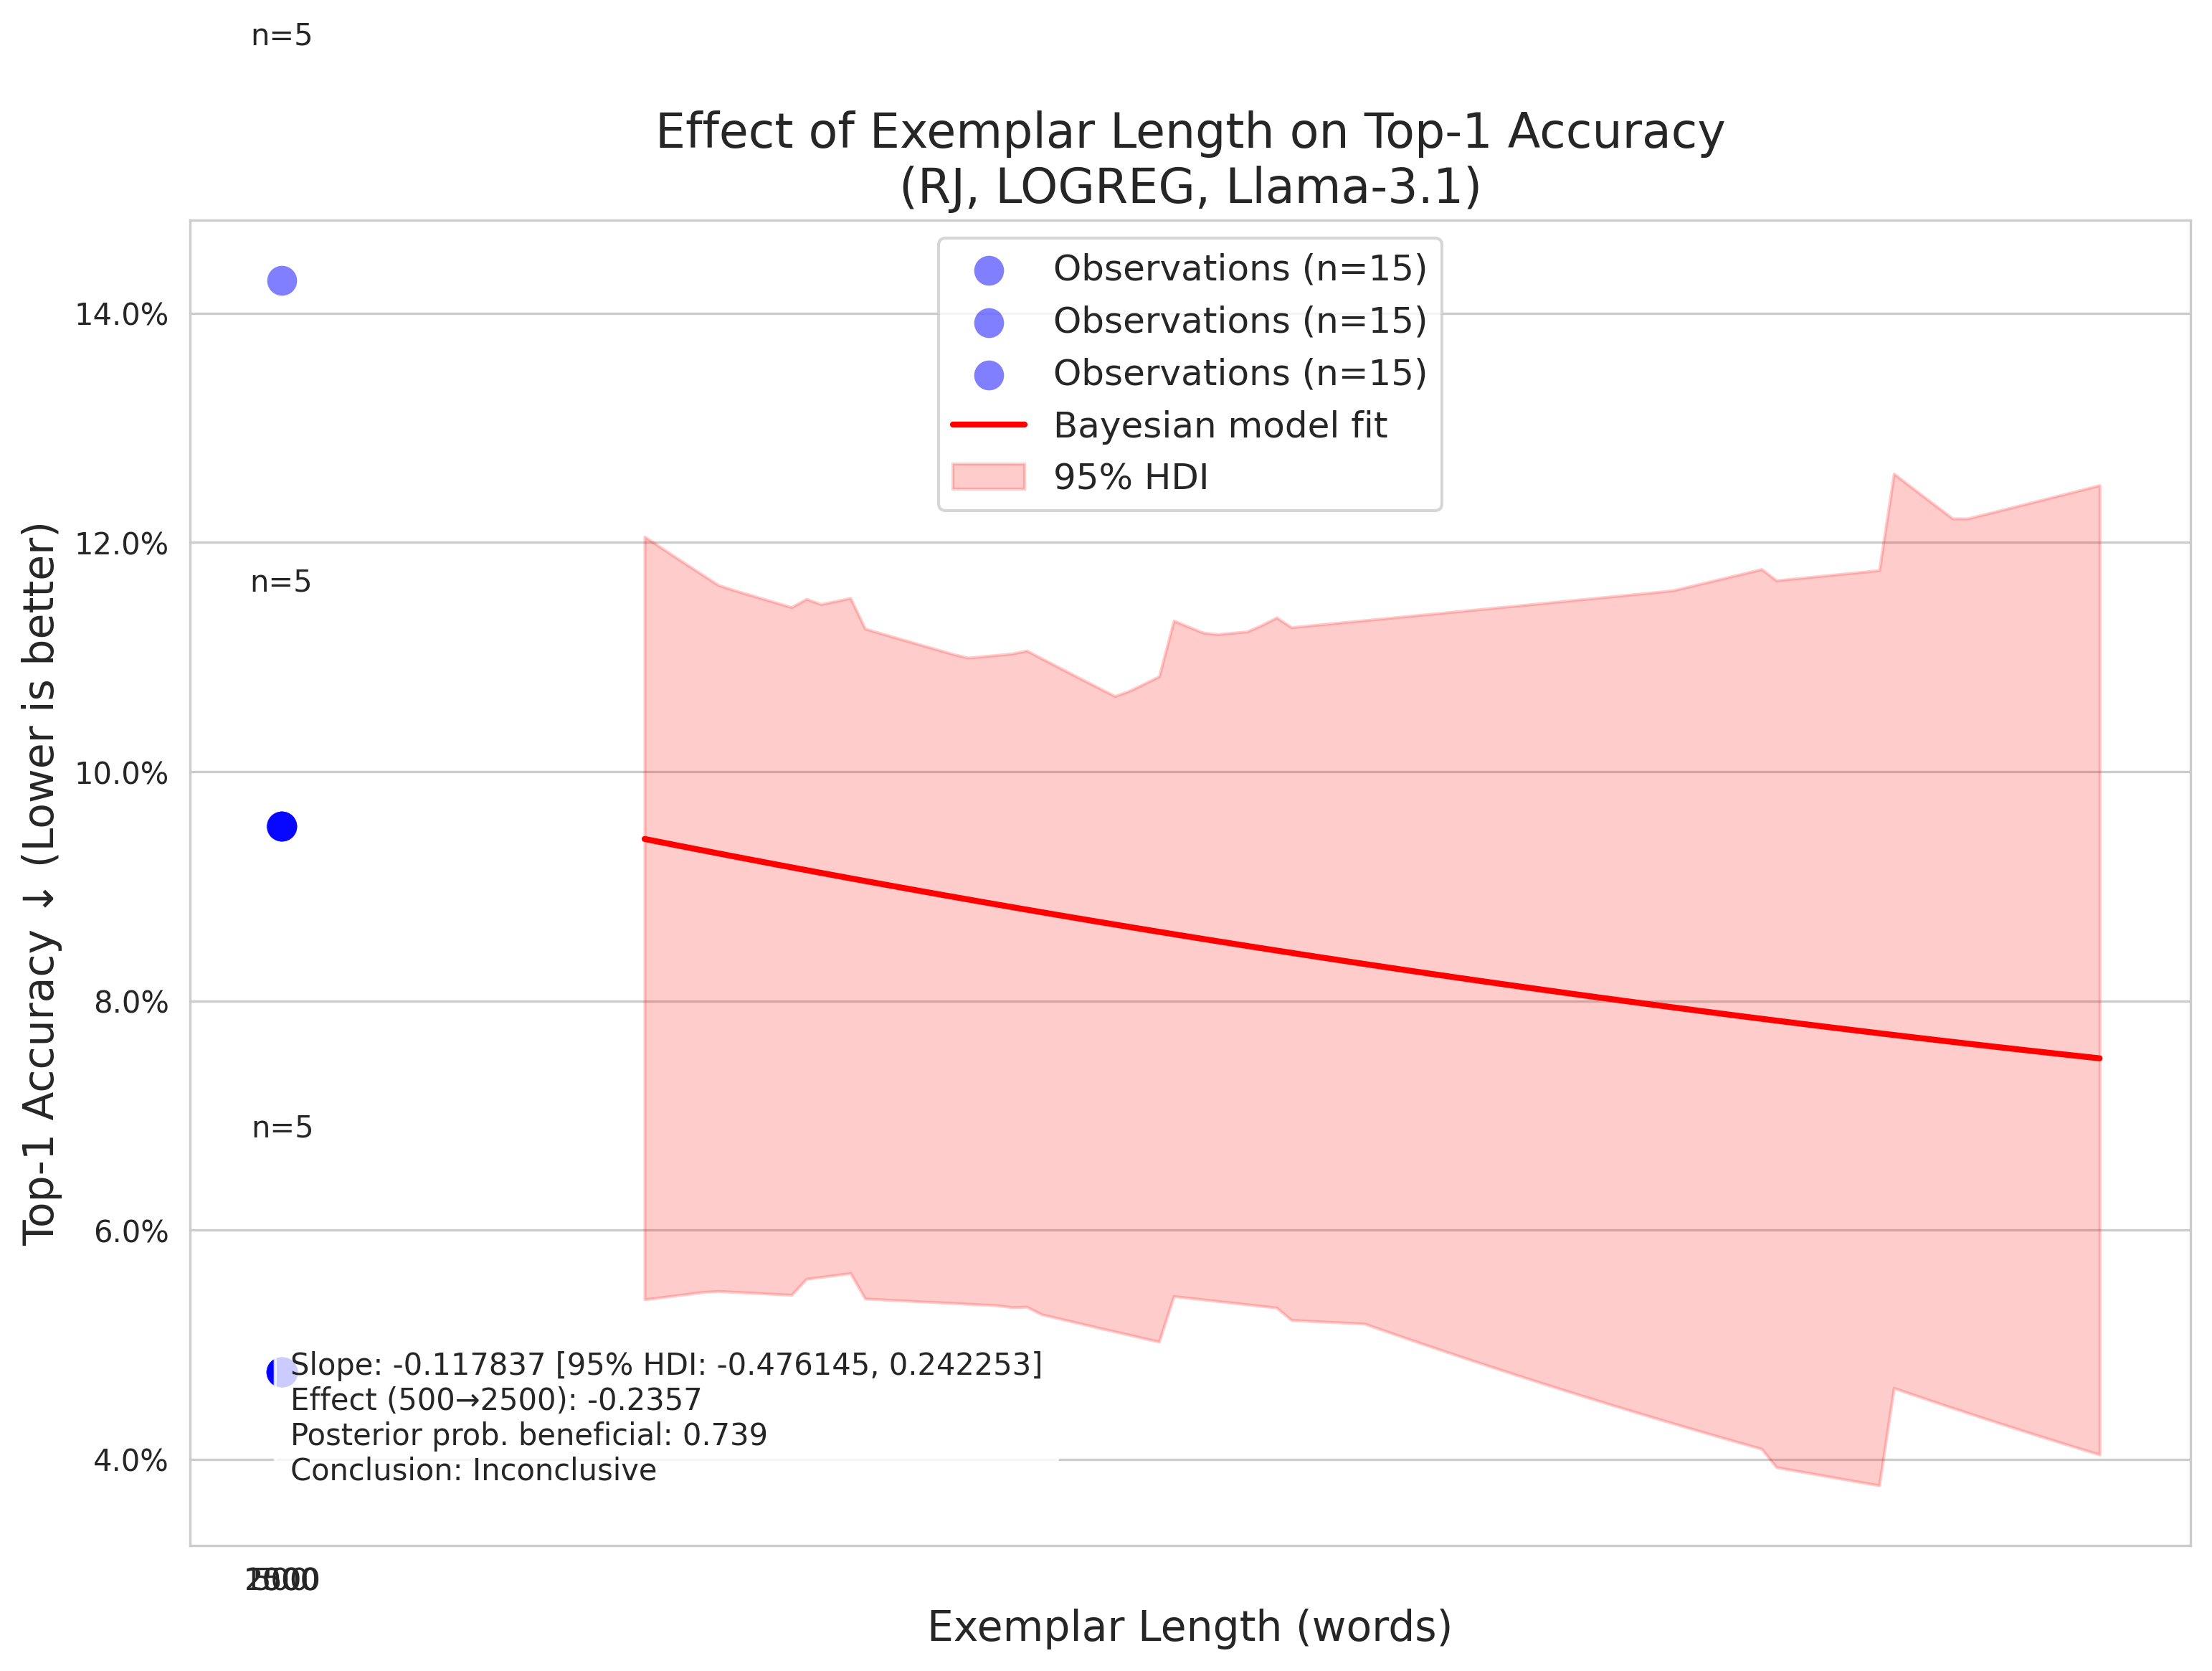 n=5
Effect of Exemplar Length on Top-1 Accuracy
(RJ, LOGREG, Llama-3.1)
Observations (n=15)
Observations (n=15)
Observations (n=15)
Bayesian model fit
95% HDI
Top-1 Accuracy ↓ (Lower is better)
14.0%
12.0%
10.0%
8.0%
6.0%
4.0%
n=5
n=5
Slope: -0.117837 [95% HDI: -0.476145, 0.242253]
Effect (500→2500): -0.2357
Posterior prob. beneficial: 0.739
Conclusion: Inconclusive
Exemplar Length (words)